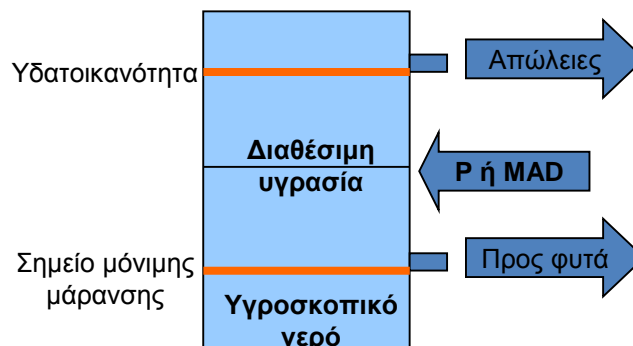 Υδατοικανότητα
Απώλειες
Διαθέσιμη
υγρασία
P ή MAD
Σημείο μόνιμης
μάρανσης
Προς φυτά
Υγροσκοπικό
νερό